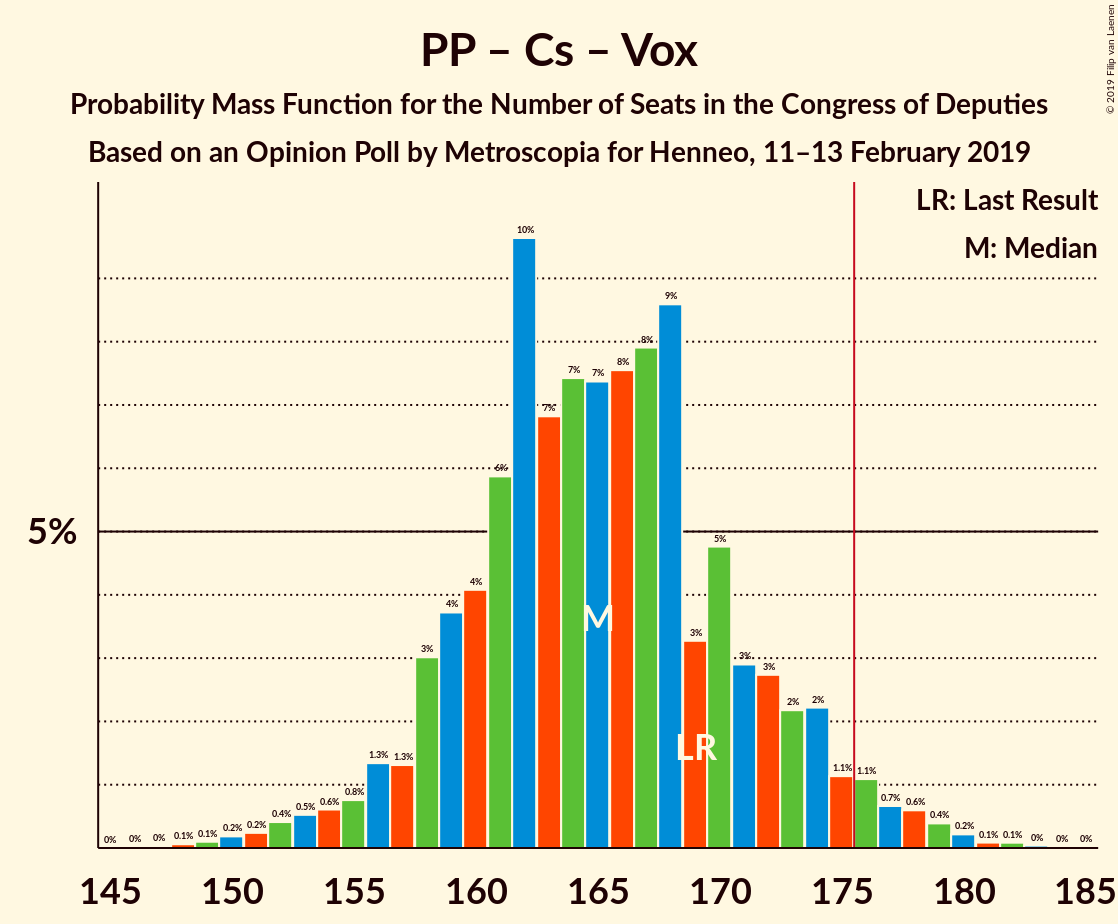 PP – Cs – Vox
Probability Mass Function for the Number of Seats in the Congress of Deputies
Based on an Opinion Poll by Metroscopia for Henneo, 11–13 February 2019
© 2019 Filip van Laenen
LR: Last Result
M: Median
5%
0% 0% 0% 0.1% 0.1% 0.2% 0.2% 0.4% 0.5% 0.6% 0.8% 1.3% 1.3% 3% 4% 4% 6% 10% 7% 7% 7% 8% 8% 9% 3% 5% 3% 3% 2% 2% 1.1% 1.1% 0.7% 0.6% 0.4% 0.2% 0.1% 0.1% 0% 0% 0%
M
LR
145 150 155 160 165 170 175 180 185